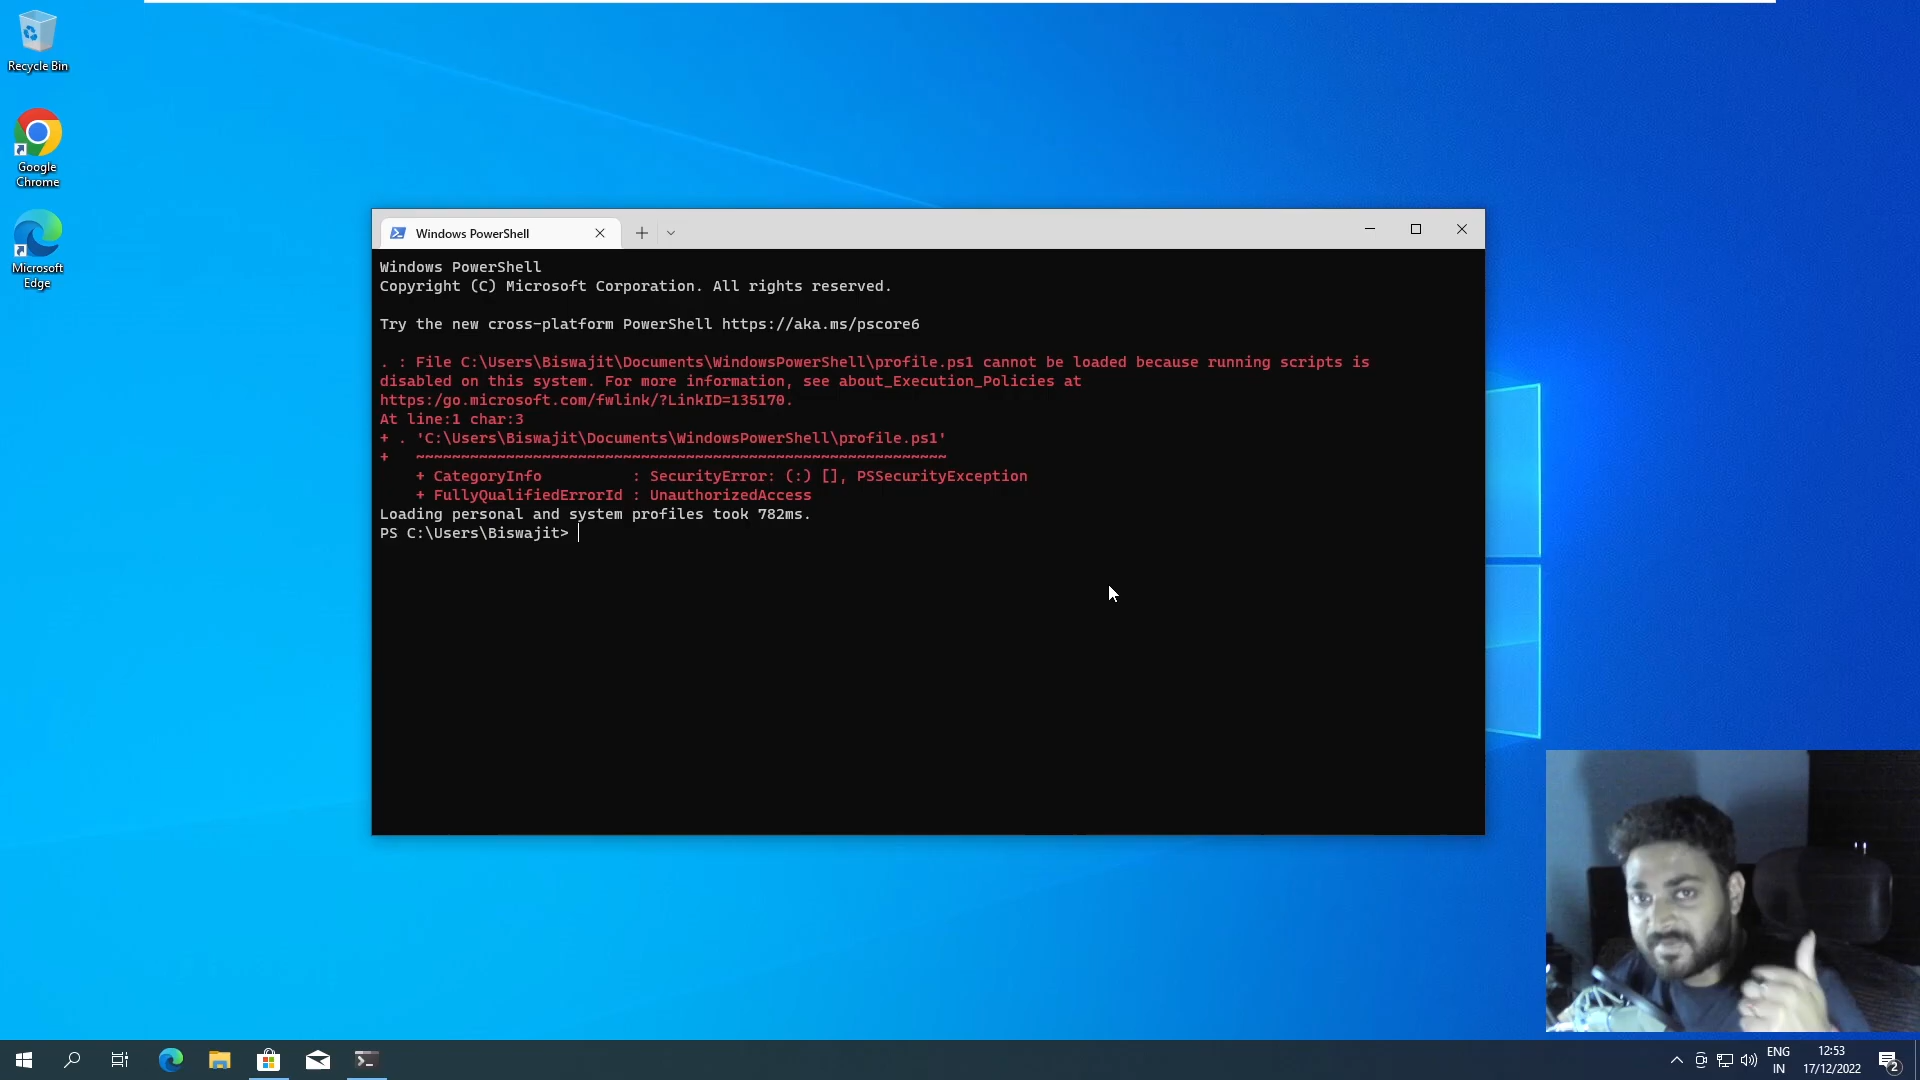 Recycle Bin
Google
Chrome
Microsoft
Edge
Windows PowerShell
Windows PowerShell
Copyright (C) Microsoft Corporation. All rights reserved.
Try the new cross-platform PowerShell https://aka.ms/pscore6
. : File C:\Users\Biswajit\Documents\WindowsPowerShell\profile.ps1 cannot be loaded because running scripts is
disabled on this system. For more information, see about_Execution_Policies at
https:/go.microsoft.com/fwlink/?LinkID=135170.
At line:1 char:3
+ . 'C:\Users\Biswajit\Documents\WindowsPowerShell\profile.ps1'
+   ~~~~~~~~~~~~~~~~~~~~~~~~~~~~~~~~~~~~~~~~~~~~~~~~~~~~~~~~~~~
    + CategoryInfo          : SecurityError: (:) [], PSSecurityException
    + FullyQualifiedErrorId : UnauthorizedAccess
Loading personal and system profiles took 782ms.
PS C:\Users\Biswajit>
ENG
IN
12:53
17/12/2022
2